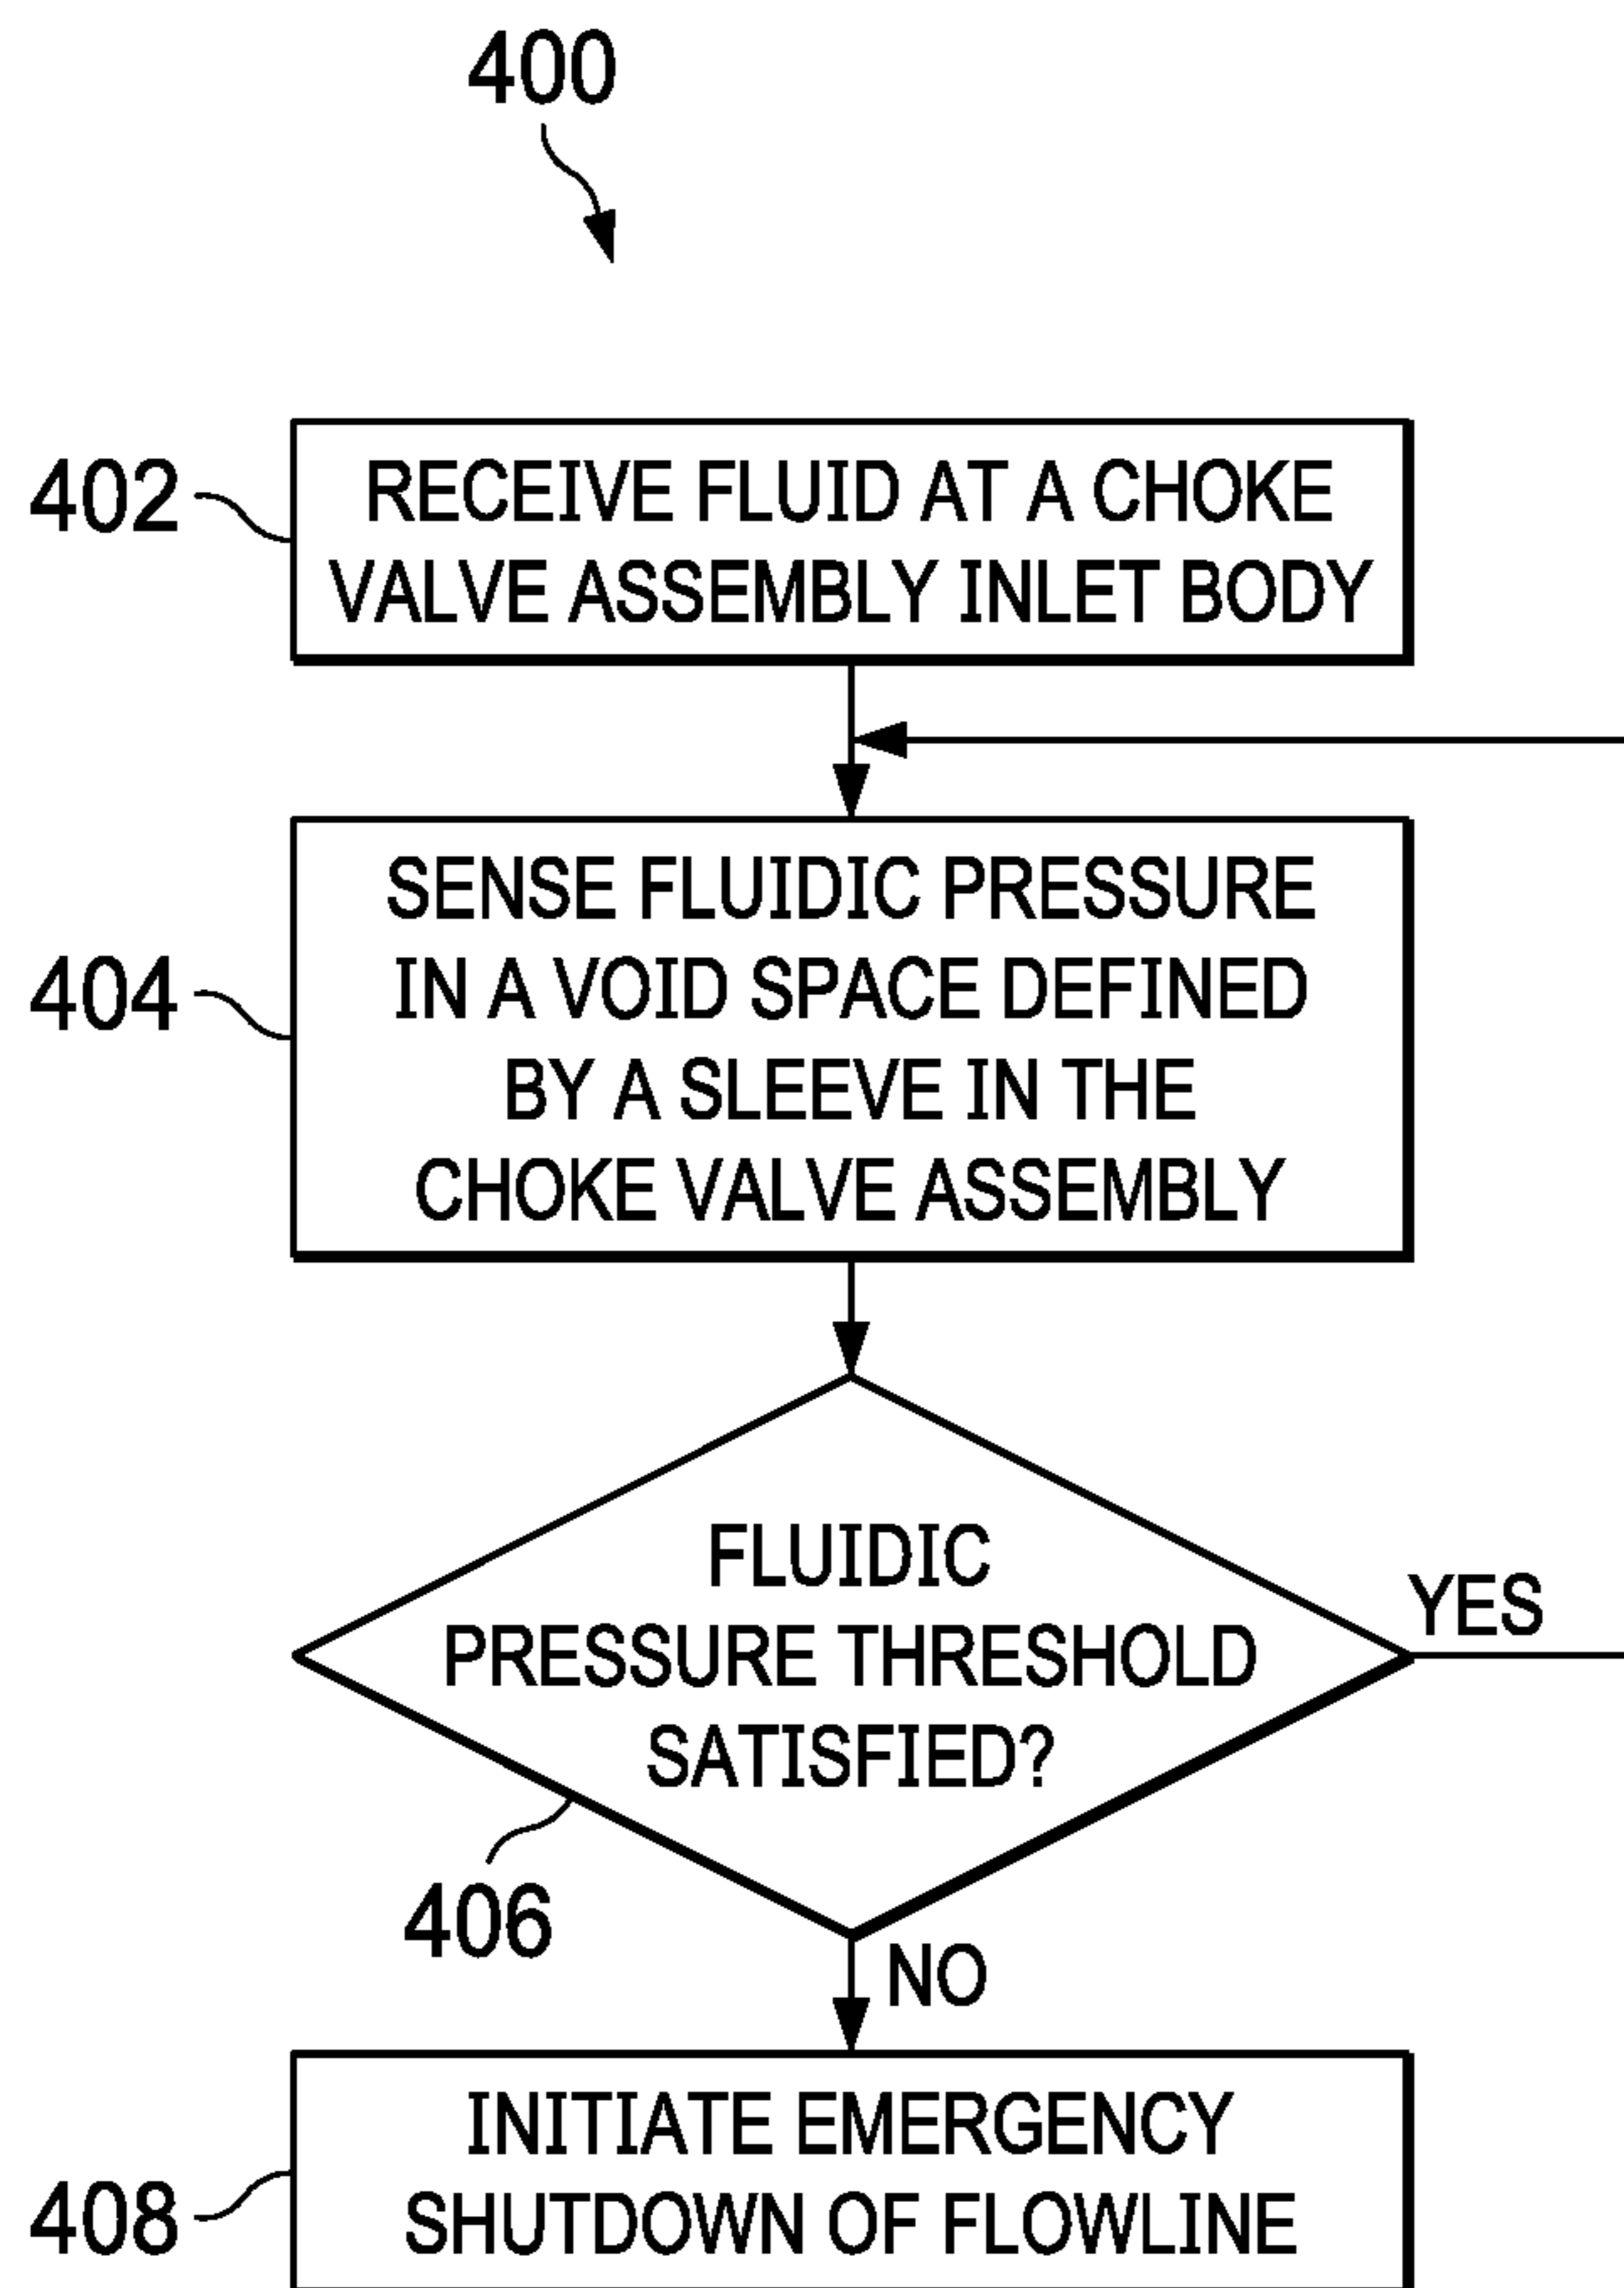 400
402
RECEIVE FLUID AT A CHOKE
VALVE ASSEMBLY INLET BODY
404
SENSE FLUIDIC PRESSURE
IN A VOID SPACE DEFINED
BY A SLEEVE IN THE
CHOKE VALVE ASSEMBLY
FLUIDIC
PRESSURE THRESHOLD
SATISFIED?
YES
406
NO
408
INITIATE EMERGENCY
SHUTDOWN OF FLOWLINE